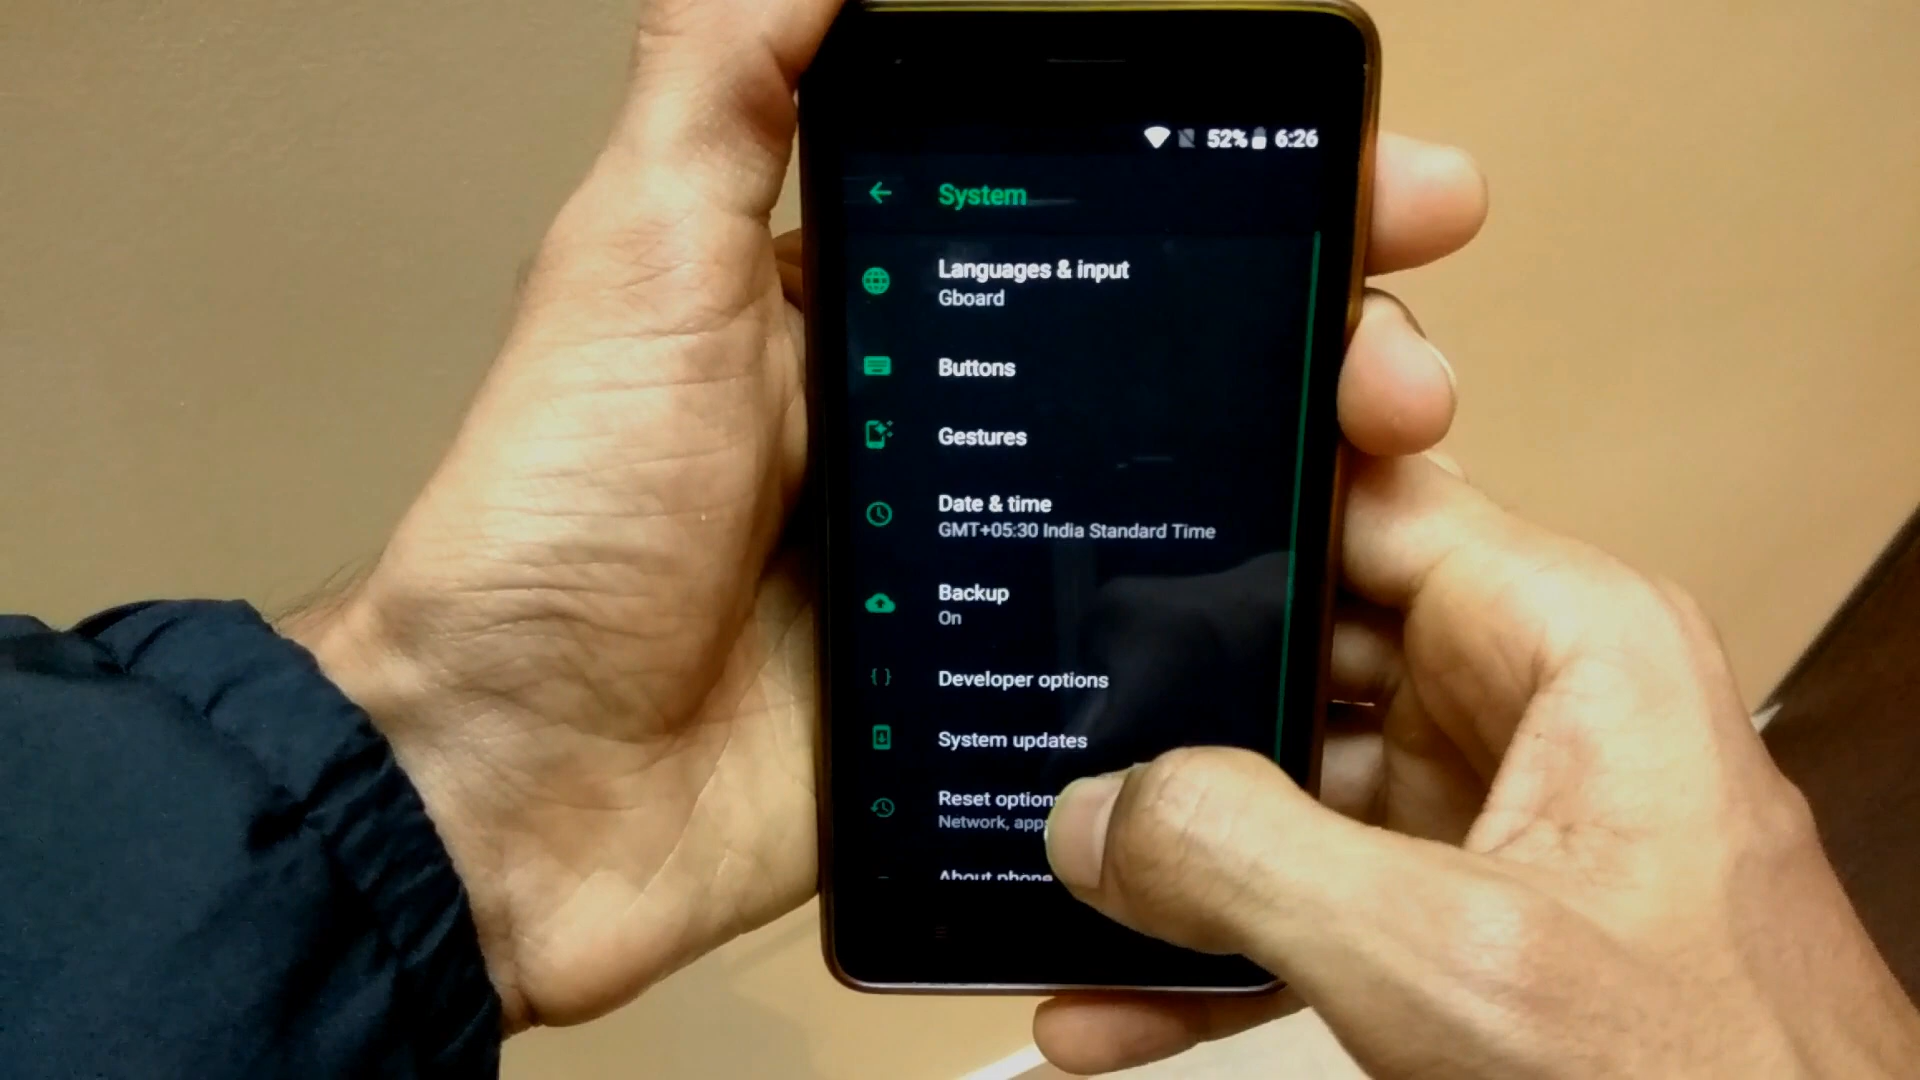 52% 6:26
System
Languages & input
Gboard
Buttons
Gestures
Date & time
GMT+05:30 India Standard Time
Backup
On
Developer options
System updates
Reset options
Network, apps
About phone